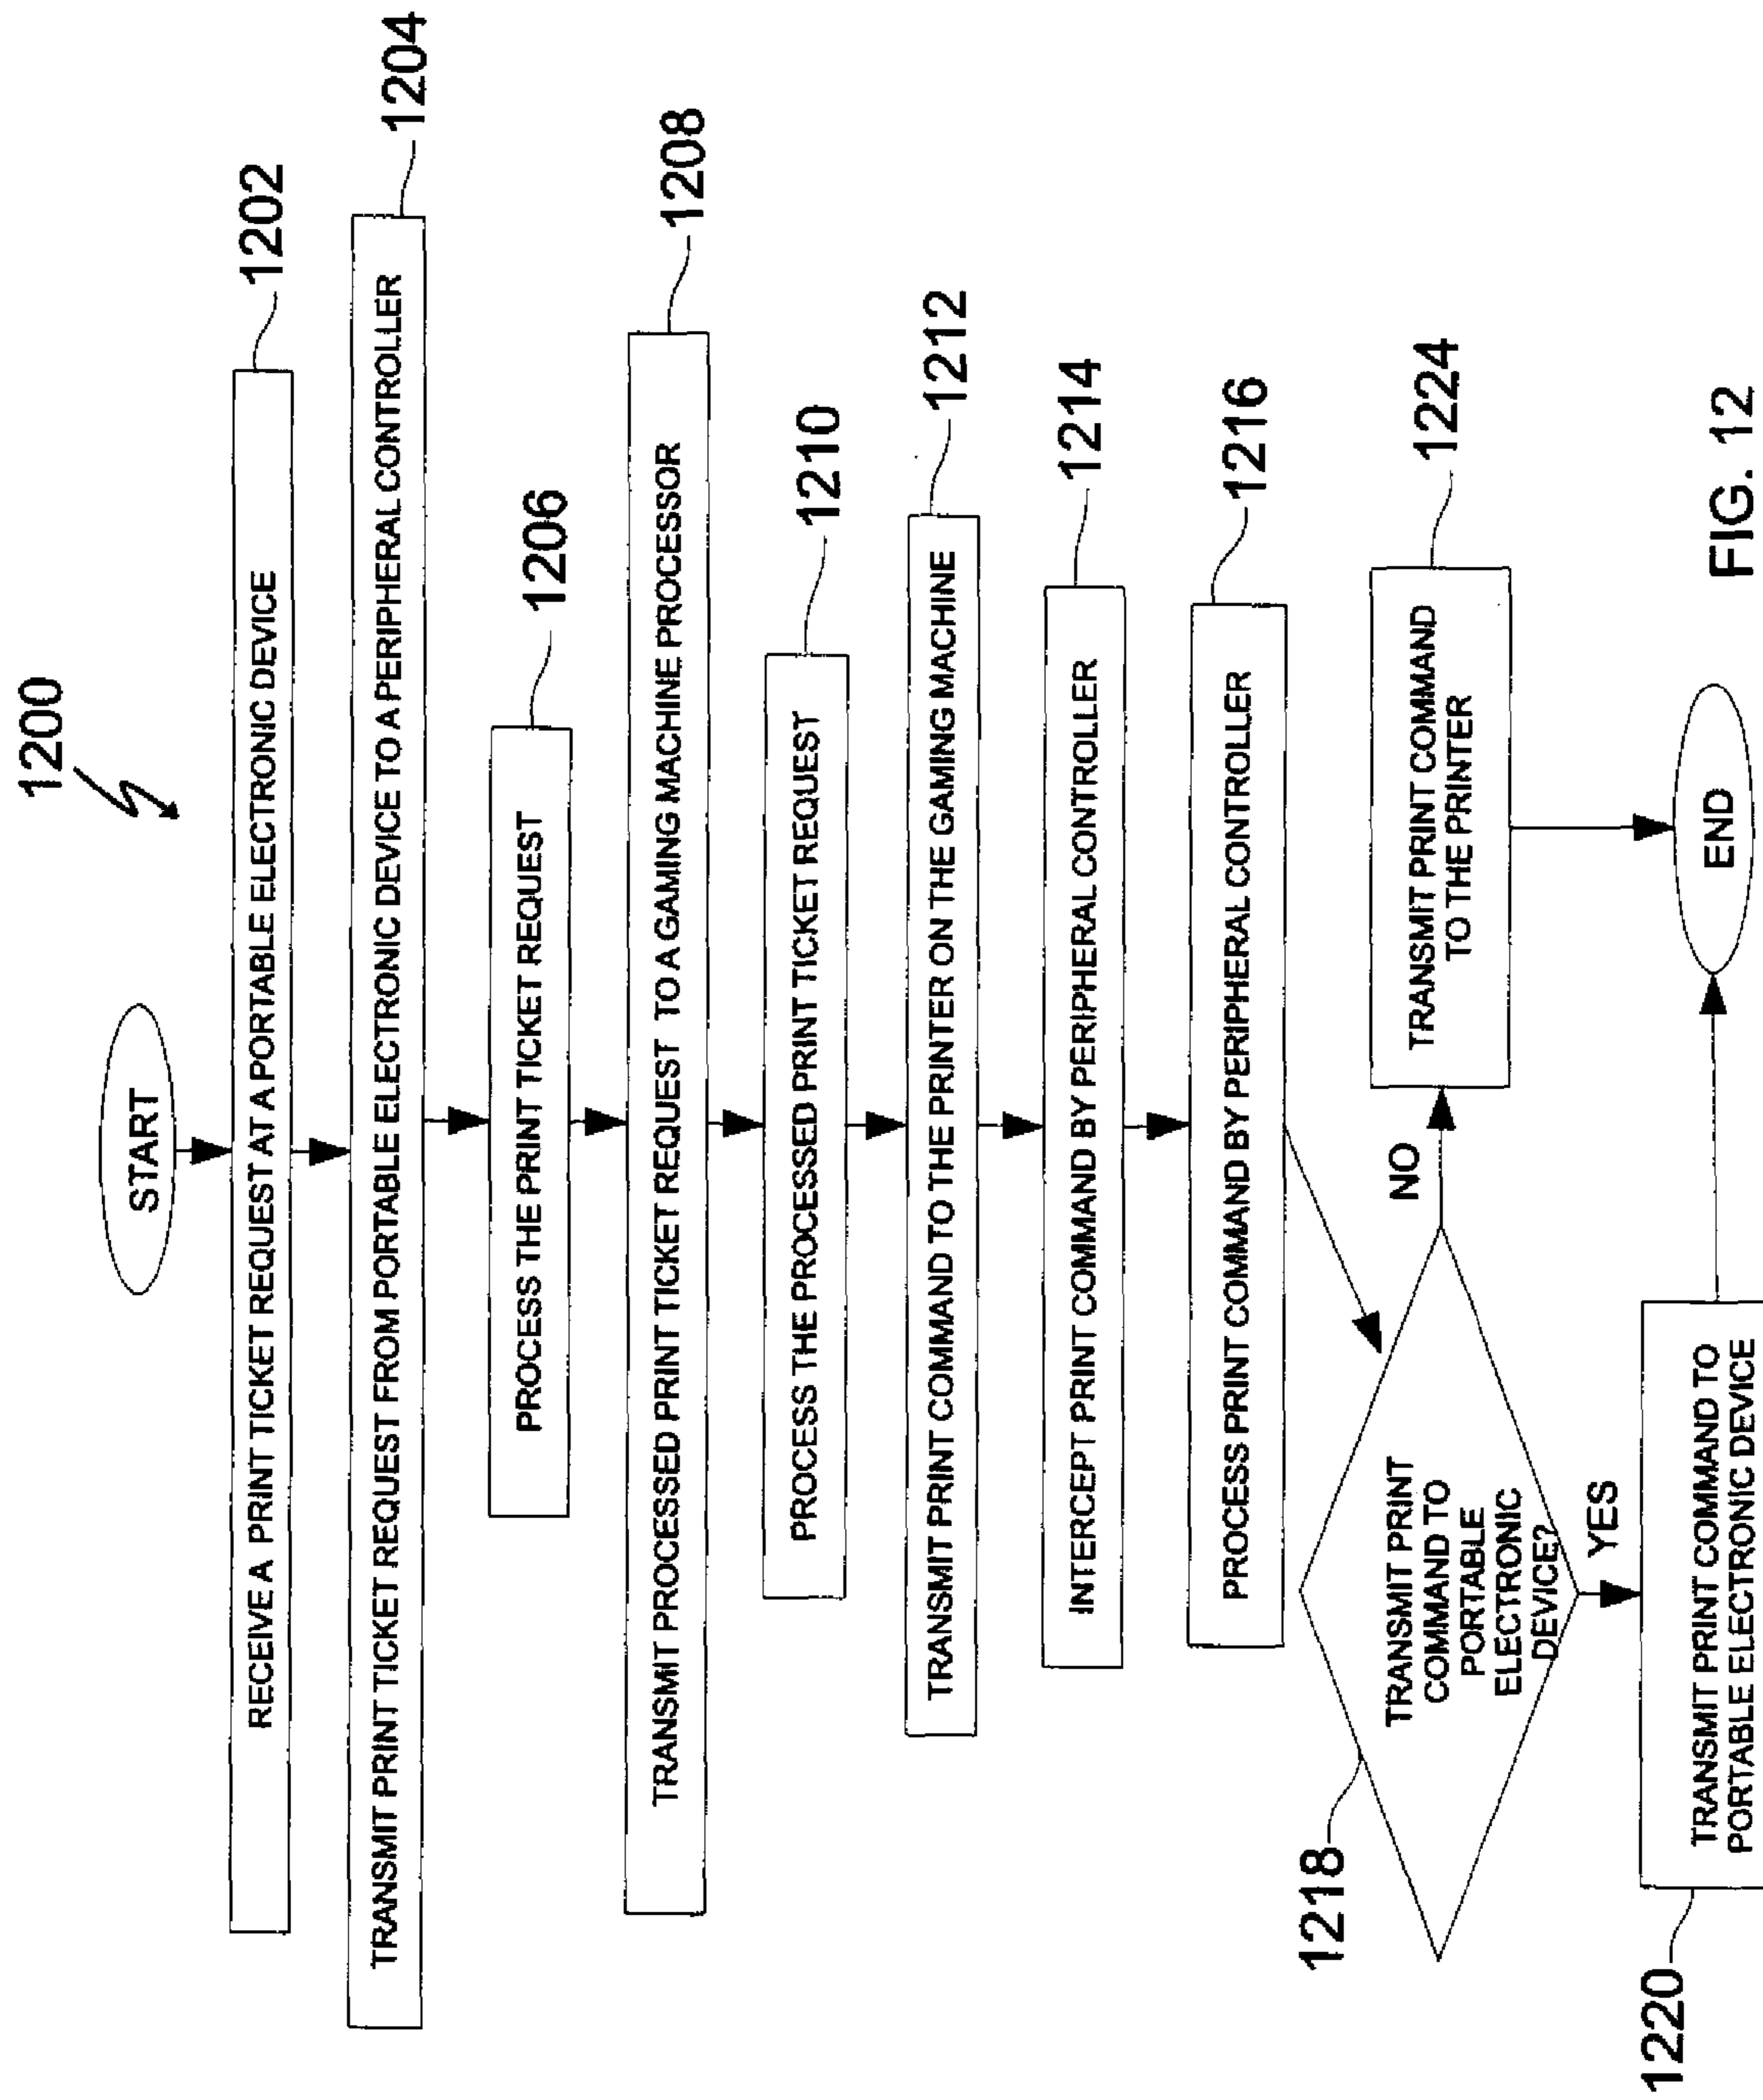 1200
START
RECEIVE A PRINT TICKET REQUEST AT A PORTABLE ELECTRONIC DEVICE
1202
TRANSMIT PRINT TICKET REQUEST FROM PORTABLE ELECTRONIC DEVICE TO A PERIPHERAL CONTROLLER
1204
PROCESS THE PRINT TICKET REQUEST
1206
TRANSMIT PROCESSED PRINT TICKET REQUEST TO A GAMING MACHINE PROCESSOR
1208
PROCESS THE PROCESSED PRINT TICKET REQUEST
1210
TRANSMIT PRINT COMMAND TO THE PRINTER ON THE GAMING MACHINE
1212
INTERCEPT PRINT COMMAND BY PERIPHERAL CONTROLLER
1214
PROCESS PRINT COMMAND BY PERIPHERAL CONTROLLER
1216
1218
TRANSMIT PRINT
COMMAND TO
PORTABLE
ELECTRONIC
DEVICE?
NO
TRANSMIT PRINT COMMAND
TO THE PRINTER
1224
YES
1220
TRANSMIT PRINT COMMAND TO
PORTABLE ELECTRONIC DEVICE
END
FIG. 12